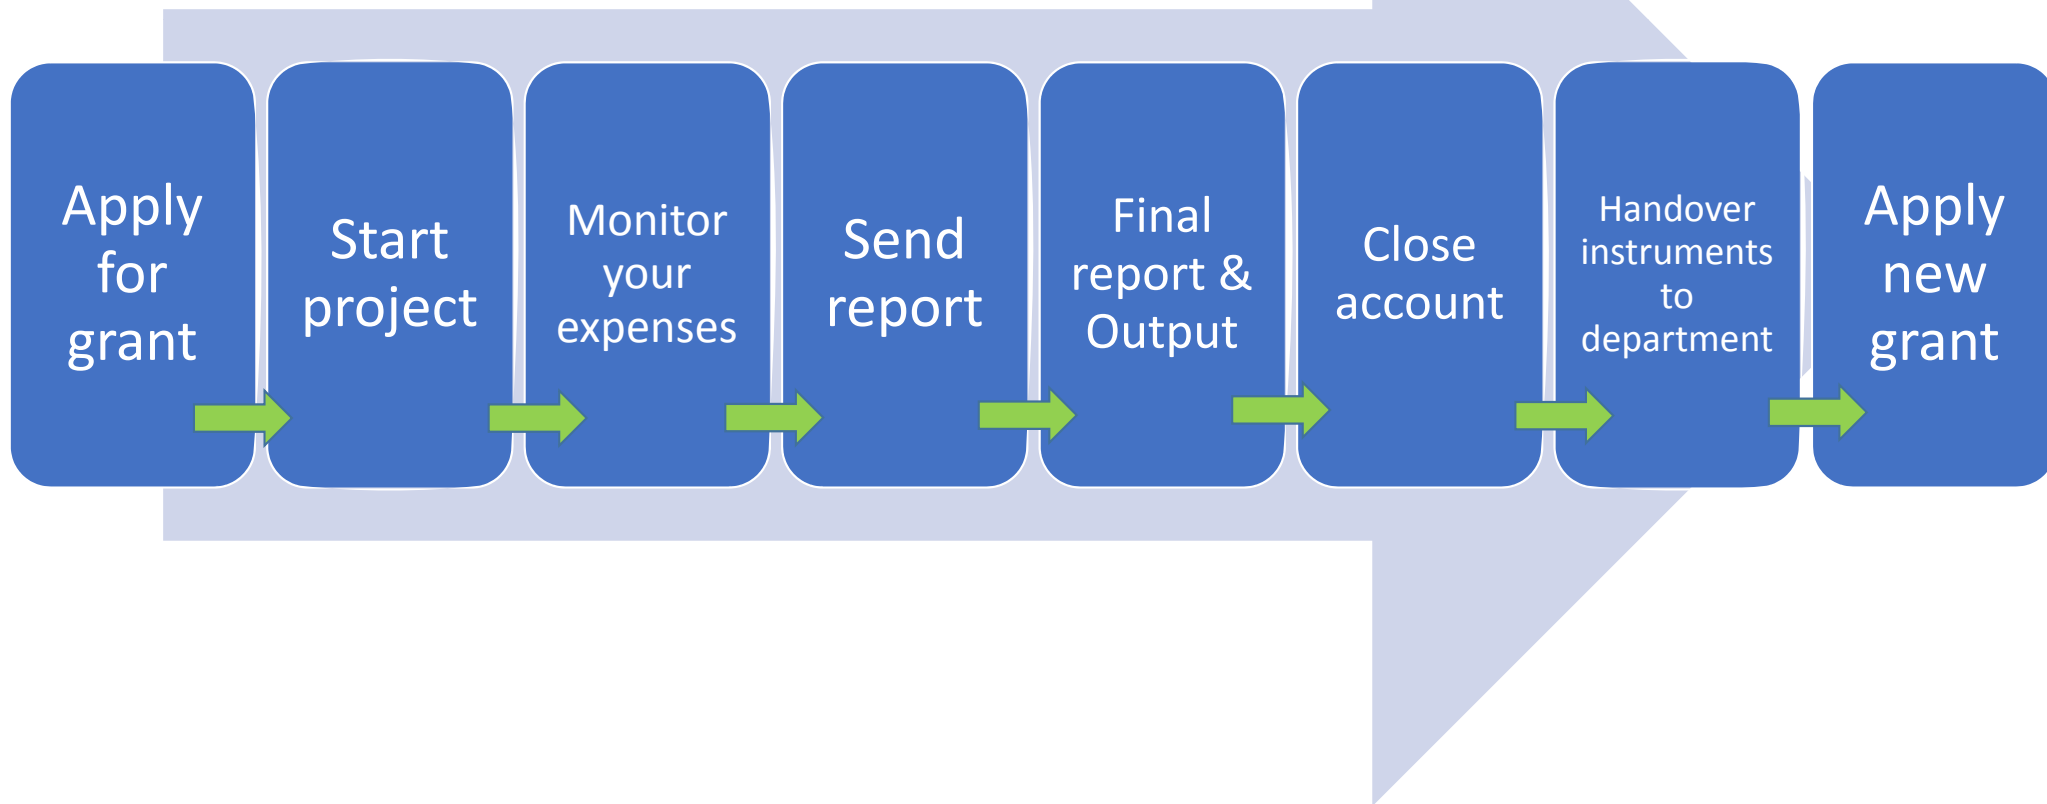 Apply
for
grant
Start
project
Monitor
your
expenses
Send
report
Final
report &
Output
Close
account
Handover
instruments
to
department
Apply
new
grant